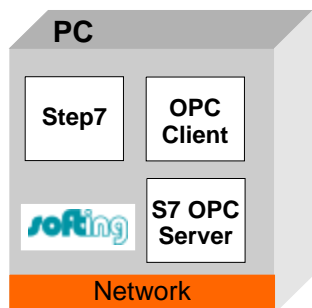 PC
Step7
OPC
Client
softing
S7 OPC
Server
Network